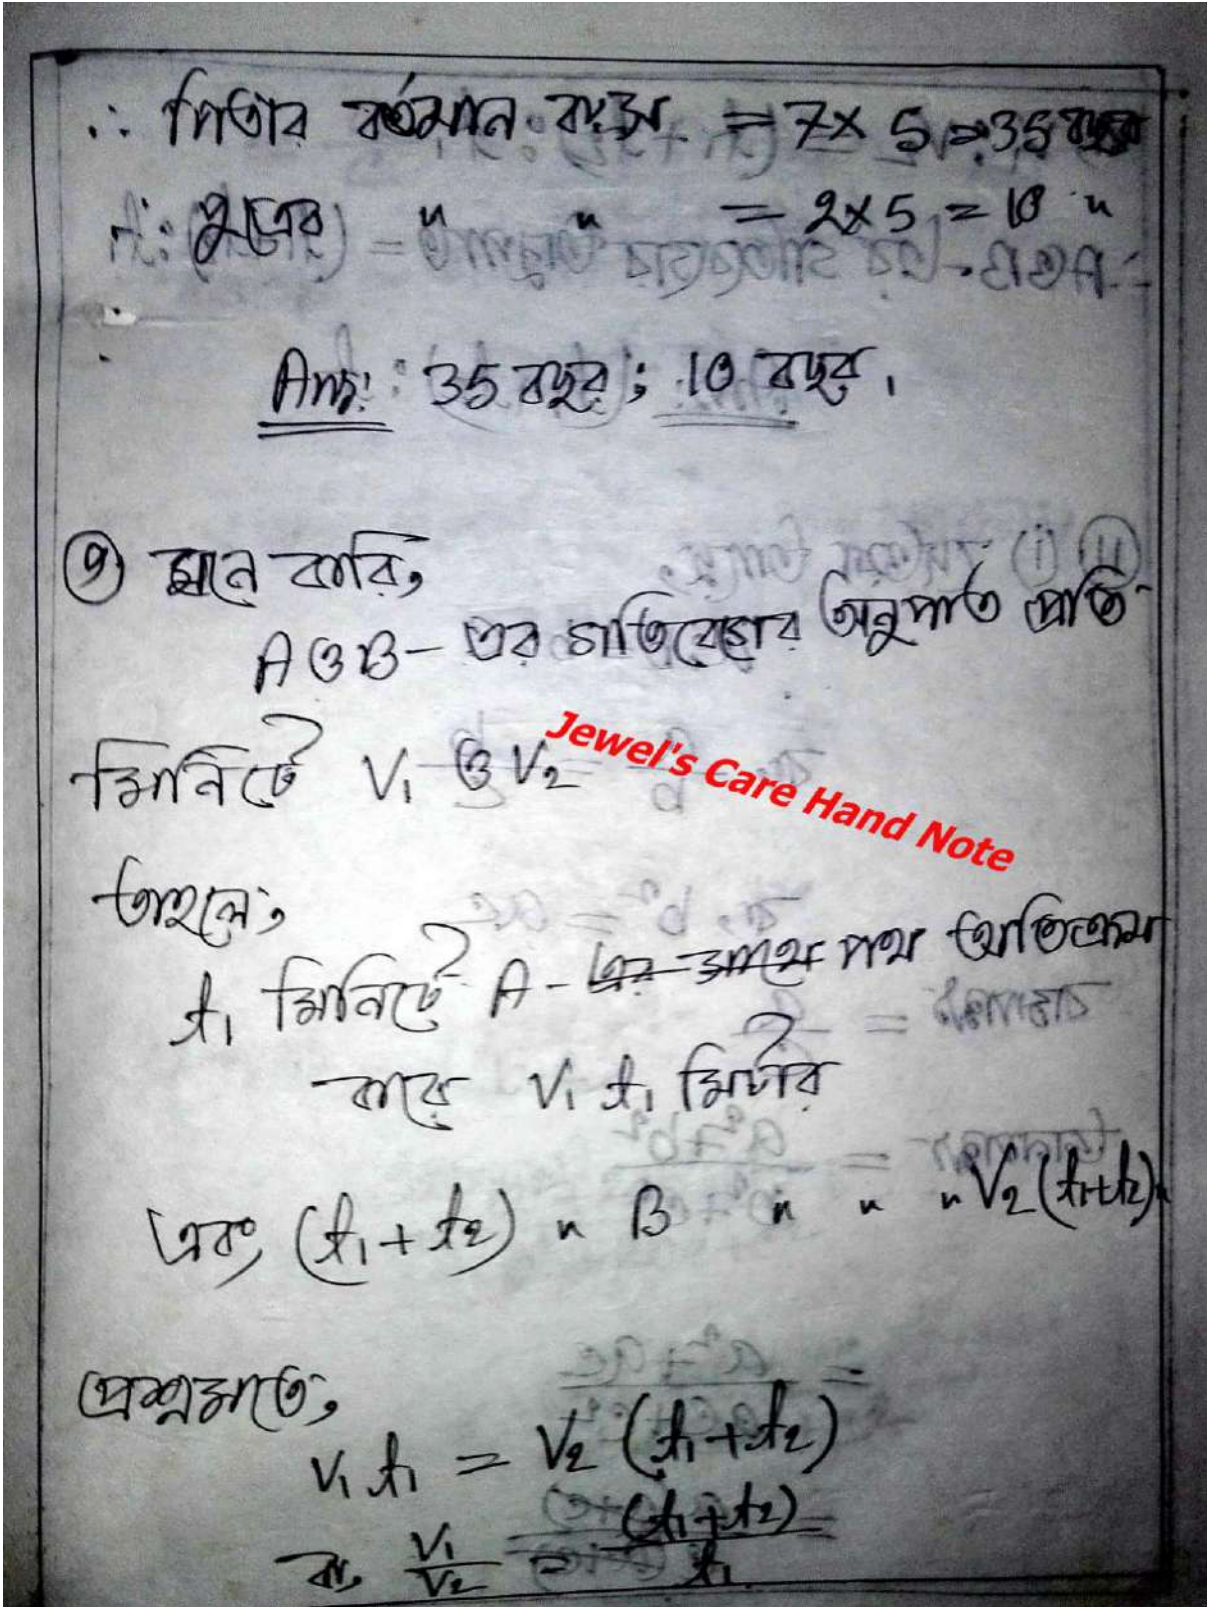 ∴ পিতার বর্তমান বয়স = 7×5 = 35 বছর
∴ পুত্রের " " = 2×5 = 10 "
Ans: 35 বছর; 10 বছর।
9) মনে করি,
A ও B- এর গতিবেগের অনুপাত প্রতি
মিনিটে V₁ ও V₂
Jewel's Care Hand Note
তাহলে,
t₁ মিনিটে A- পথ অতিক্রম
করে V₁ t₁ মিটার
এবং, (t₁+t₂) " B " " " V₂(t₁+t₂) "
প্রশ্নমতে,
V₁ t₁ = V₂ (t₁+t₂)
বা, V₁/V₂ = (t₁+t₂)/t₁